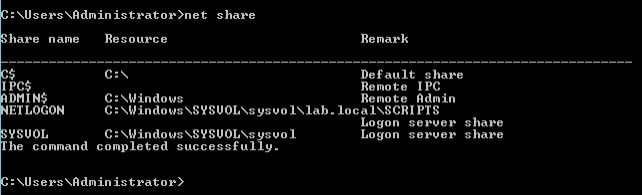 C:\Users\Administrator>net share
Share name   Resource                        Remark
-------------------------------------------------------------------------------
C$           C:\                             Default share
IPC$                                         Remote IPC
ADMIN$       C:\Windows                      Remote Admin
NETLOGON     C:\Windows\SYSVOL\sysvol\lab.local\SCRIPTS
                                             Logon server share
SYSVOL       C:\Windows\SYSVOL\sysvol        Logon server share
The command completed successfully.
C:\Users\Administrator>